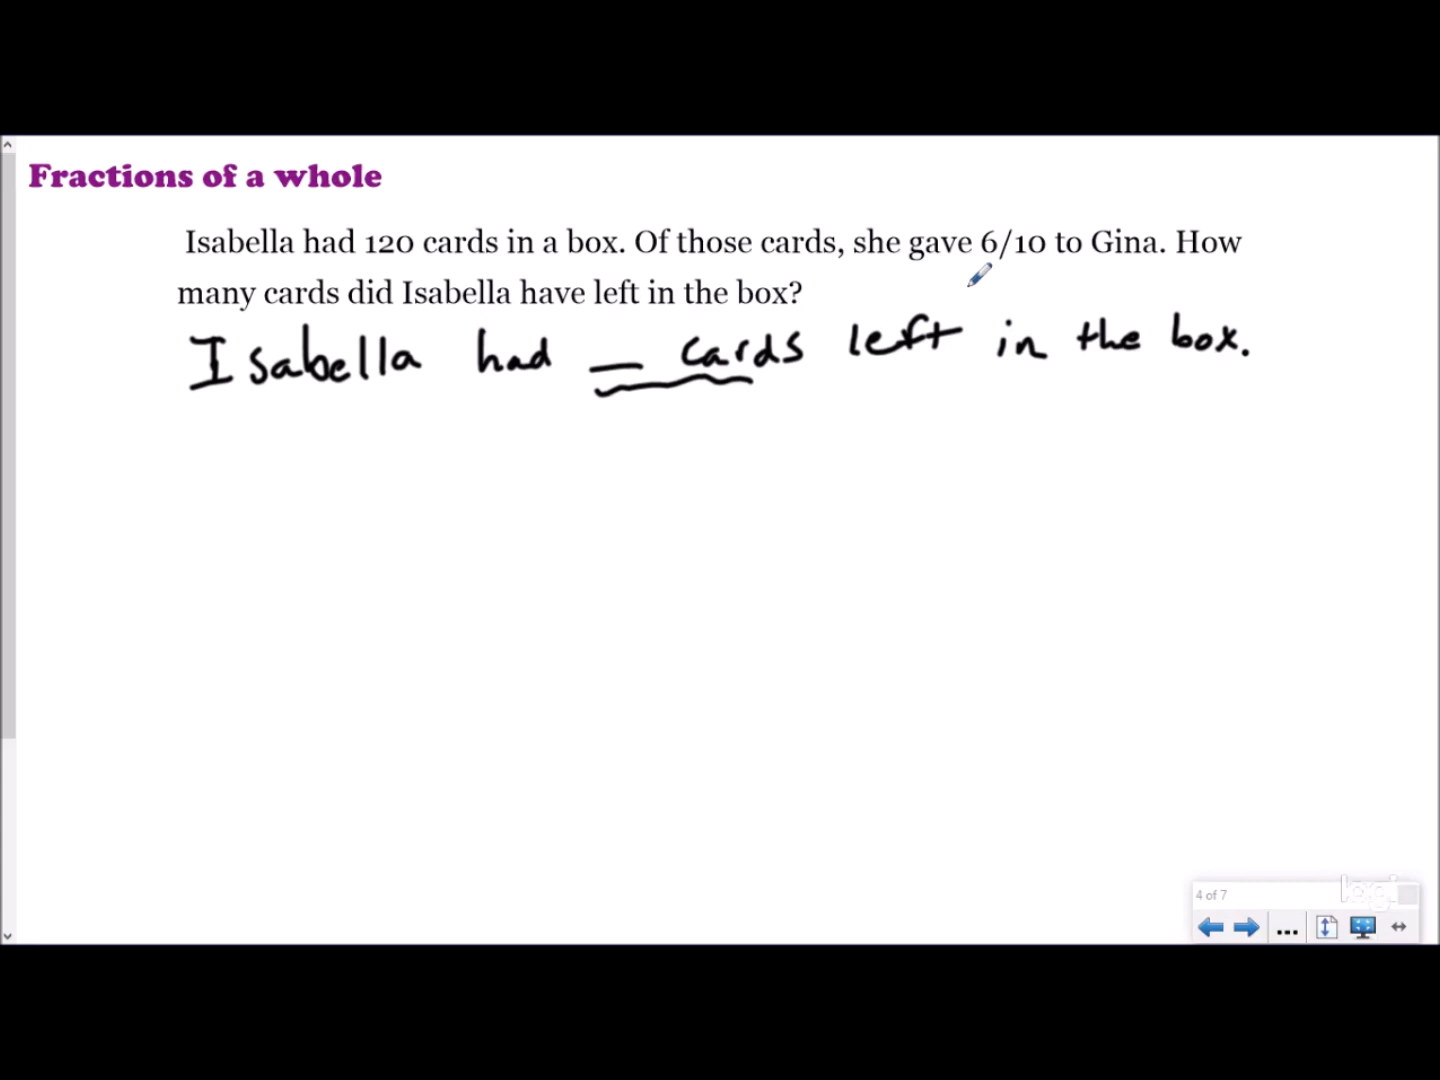 Fractions of a whole
Isabella had 120 cards in a box. Of those cards, she gave 6/10 to Gina. How
many cards did Isabella have left in the box?
Isabella had __ cards left in the box.
4 of 7
logi
...